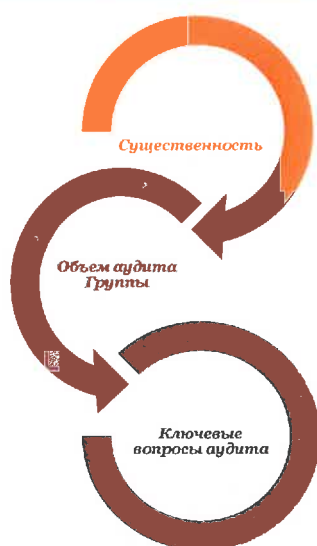 Существенность
Объем аудита
Группы
Ключевые
вопросы аудита